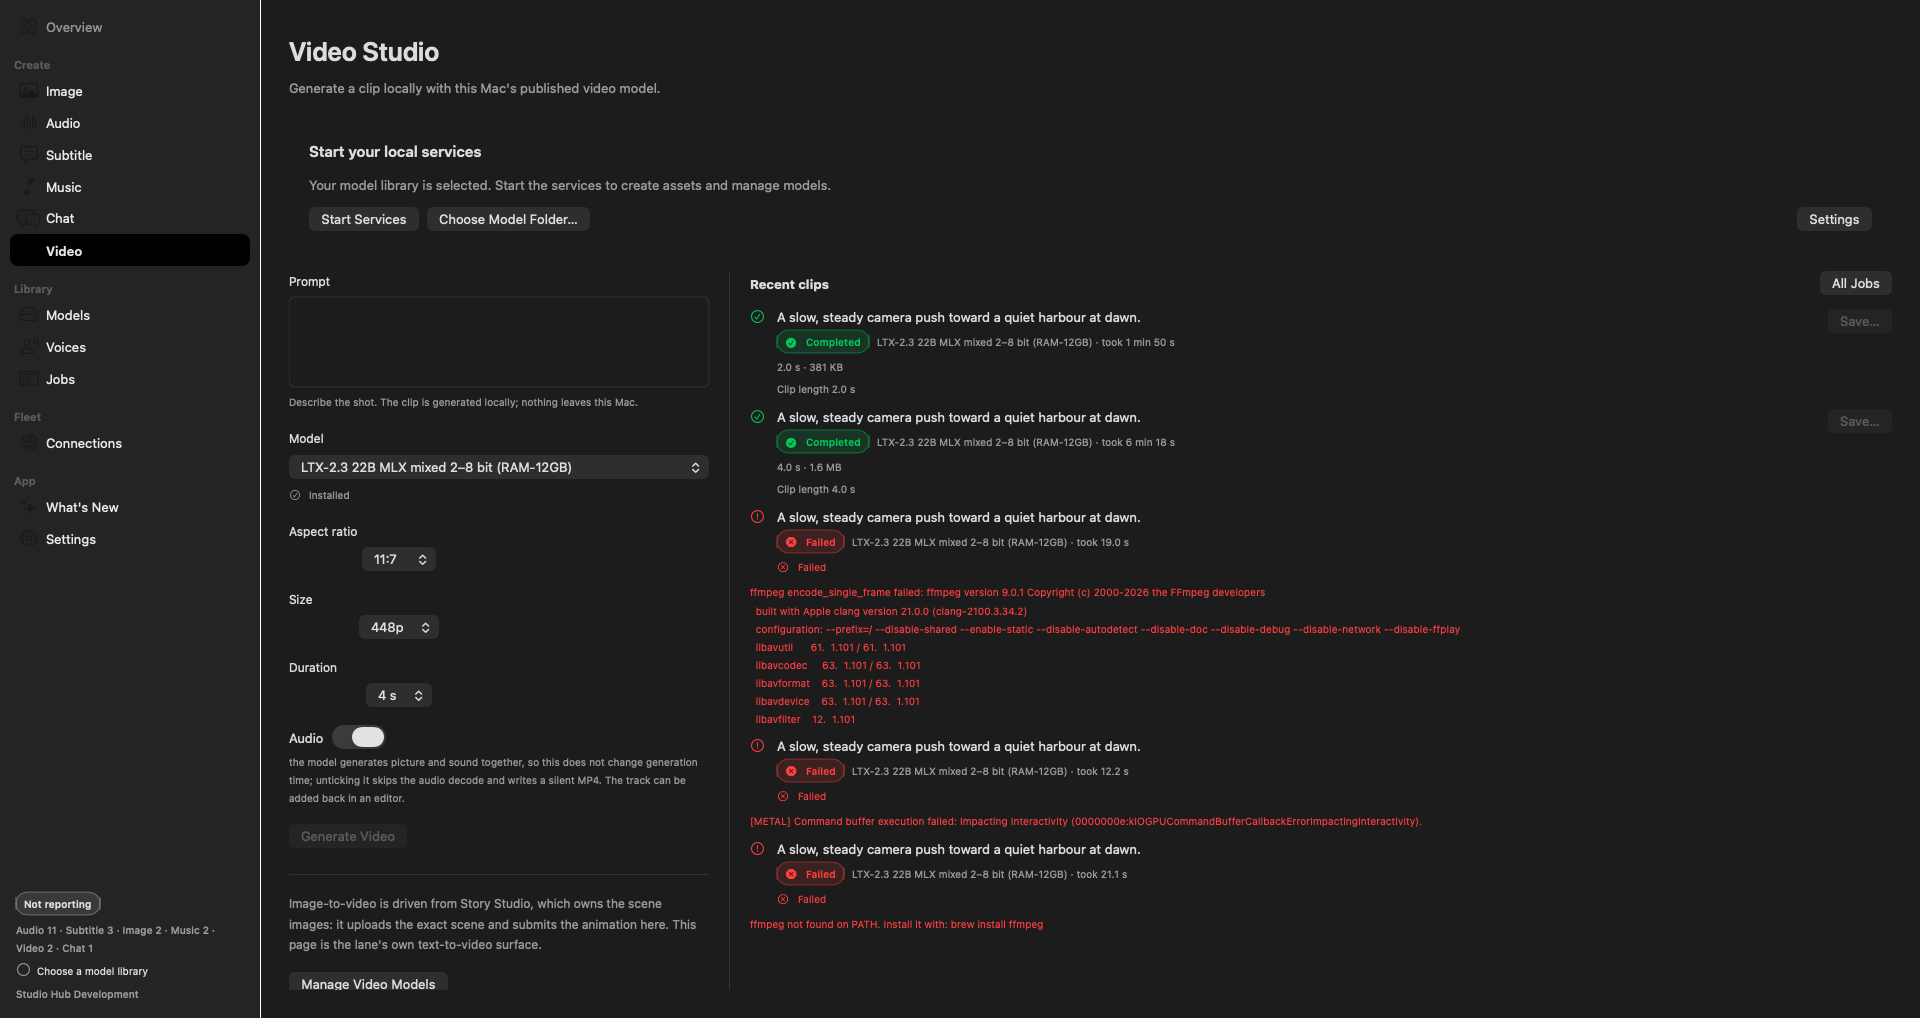 Overview
Create
Image
Audio
Subtitle
Music
Chat
Video
Library
Models
Voices
Jobs
Fleet
Connections
App
What's New
Settings
Not reporting
Audio 11 · Subtitle 3 · Image 2 · Music 2 ·
Video 2 · Chat 1
Choose a model library
Studio Hub Development
Video Studio
Generate a clip locally with this Mac's published video model.
Start your local services
Your model library is selected. Start the services to create assets and manage models.
Start Services
Choose Model Folder...
Settings
Prompt
Describe the shot. The clip is generated locally; nothing leaves this Mac.
Model
LTX-2.3 22B MLX mixed 2–8 bit (RAM-12GB)
Installed
Aspect ratio
11:7
Size
448p
Duration
4 s
Audio
the model generates picture and sound together, so this does not change generation
time; unticking it skips the audio decode and writes a silent MP4. The track can be
added back in an editor.
Generate Video
Image-to-video is driven from Story Studio, which owns the scene
images: it uploads the exact scene and submits the animation here. This
page is the lane's own text-to-video surface.
Manage Video Models
Recent clips
All Jobs
A slow, steady camera push toward a quiet harbour at dawn.
Save...
Completed LTX-2.3 22B MLX mixed 2–8 bit (RAM-12GB) · took 1 min 50 s
2.0 s · 381 KB
Clip length 2.0 s
A slow, steady camera push toward a quiet harbour at dawn.
Save...
Completed LTX-2.3 22B MLX mixed 2–8 bit (RAM-12GB) · took 6 min 18 s
4.0 s · 1.6 MB
Clip length 4.0 s
A slow, steady camera push toward a quiet harbour at dawn.
Failed LTX-2.3 22B MLX mixed 2–8 bit (RAM-12GB) · took 19.0 s
Failed
ffmpeg encode_single_frame failed: ffmpeg version 9.0.1 Copyright (c) 2000-2026 the FFmpeg developers
built with Apple clang version 21.0.0 (clang-2100.3.34.2)
configuration: --prefix=/ --disable-shared --enable-static --disable-autodetect --disable-doc --disable-debug --disable-network --disable-ffplay
libavutil 61. 1.101 / 61. 1.101
libavcodec 63. 1.101 / 63. 1.101
libavformat 63. 1.101 / 63. 1.101
libavdevice 63. 1.101 / 63. 1.101
libavfilter 12. 1.101
A slow, steady camera push toward a quiet harbour at dawn.
Failed LTX-2.3 22B MLX mixed 2–8 bit (RAM-12GB) · took 12.2 s
Failed
[METAL] Command buffer execution failed: Impacting Interactivity (0000000e:kIOGPUCommandBufferCallbackErrorImpactingInteractivity).
A slow, steady camera push toward a quiet harbour at dawn.
Failed LTX-2.3 22B MLX mixed 2–8 bit (RAM-12GB) · took 21.1 s
Failed
ffmpeg not found on PATH. Install it with: brew install ffmpeg